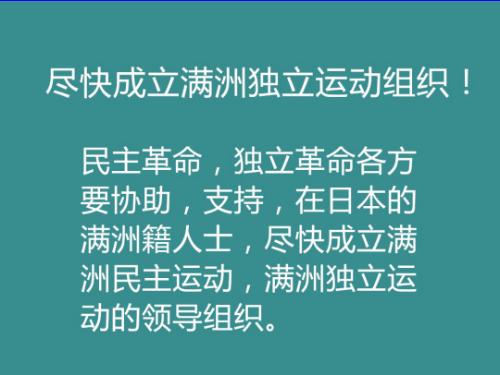 尽快成立满洲独立运动组织！
民主革命，独立革命各方
要协助，支持，在日本的
满洲籍人士，尽快成立满
洲民主运动，满洲独立运
动的领导组织。